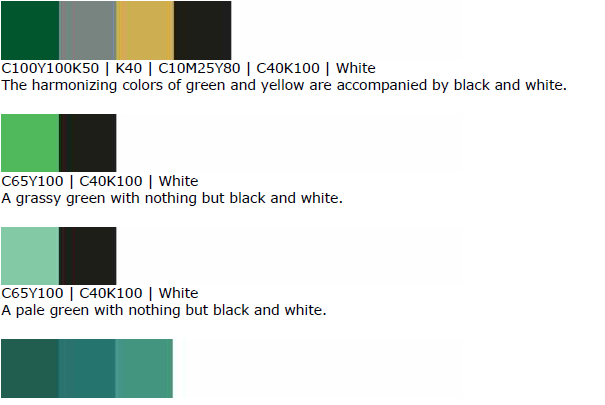 C100Y100K50 | K40 | C10M25Y80 | C40K100 | White
The harmonizing colors of green and yellow are accompanied by black and white.
C65Y100 | C40K100 | White
A grassy green with nothing but black and white.
C65Y100 | C40K100 | White
A pale green with nothing but black and white.